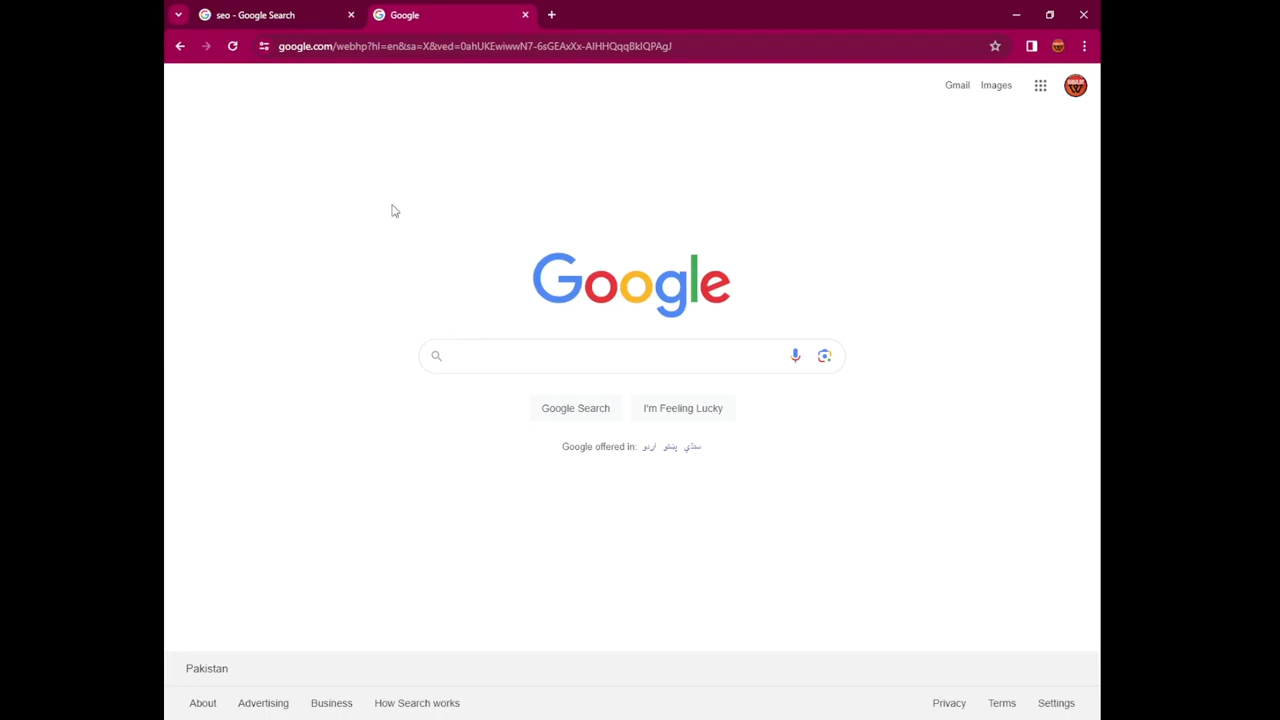 seo - Google Search
Google
google.com/webhp?hl=en&sa=X&ved=0ahUKEwiwwN7-6sGEAxXx-AIHHQqqBkIQPAgJ
Gmail Images
Google
Google Search I'm Feeling Lucky
Google offered in: اردو پښتو سنڌي
Pakistan
About Advertising Business How Search works Privacy Terms Settings